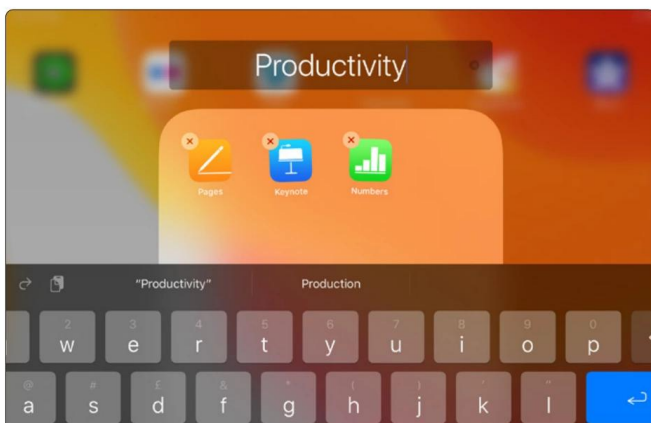 Productivity
Pages Keynote Numbers
"Productivity" Production
2 3 4 5 6 7 8 9 0
w e r t y u i o p
@ # £ & * ( ) ' "
a s d f g h j k l